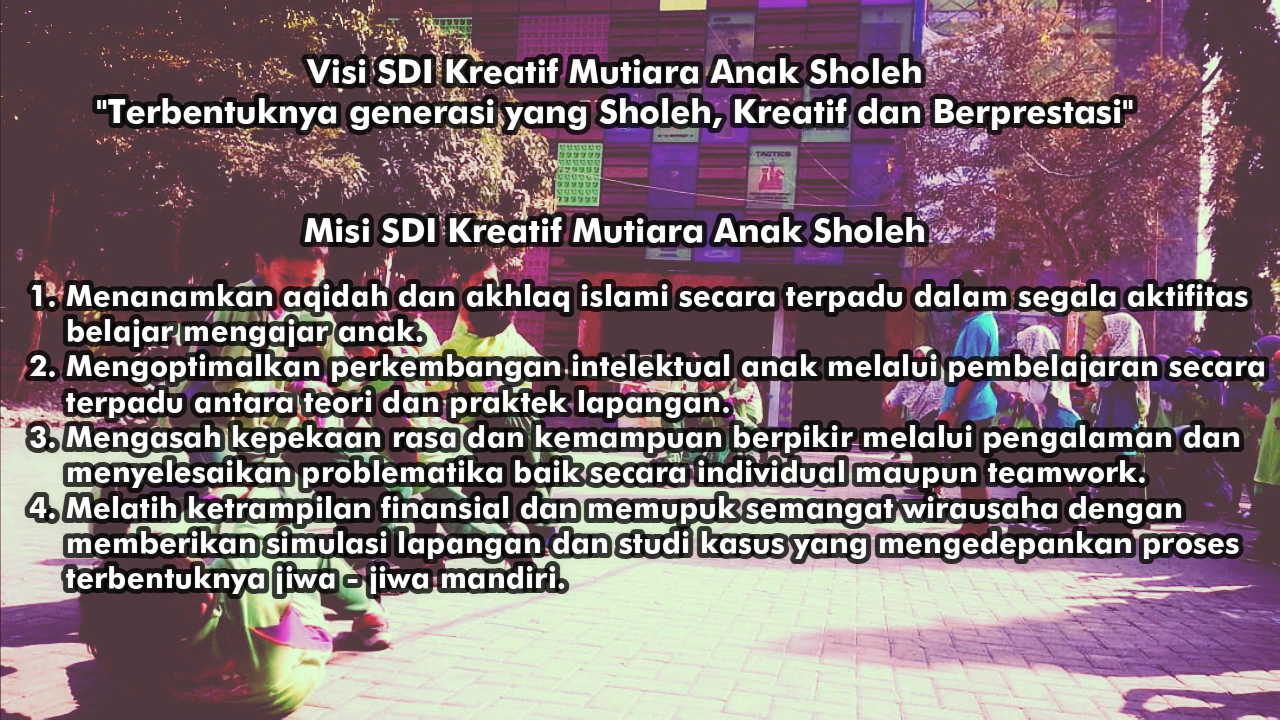 Visi SDI Kreatif Mutiara Anak Sholeh
"Terbentuknya generasi yang Sholeh, Kreatif dan Berprestasi"
Misi SDI Kreatif Mutiara Anak Sholeh
1. Menanamkan aqidah dan akhlaq islami secara terpadu dalam segala aktifitas
belajar mengajar anak.
2. Mengoptimalkan perkembangan intelektual anak melalui pembelajaran secara
terpadu antara teori dan praktek lapangan.
3. Mengasah kepekaan rasa dan kemampuan berpikir melalui pengalaman dan
menyelesaikan problematika baik secara individual maupun teamwork.
4. Melatih ketrampilan finansial dan memupuk semangat wirausaha dengan
memberikan simulasi lapangan dan studi kasus yang mengedepankan proses
terbentuknya jiwa - jiwa mandiri.
TACTICS